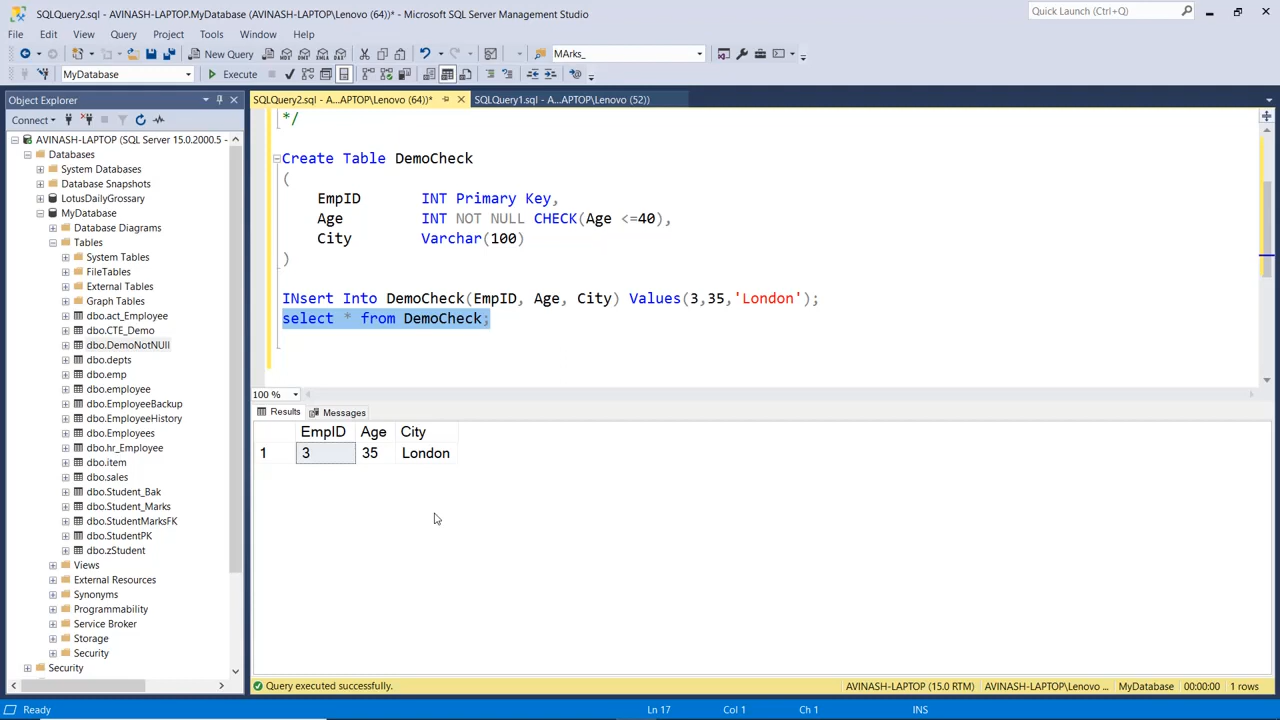 SQLQuery2.sql - AVINASH-LAPTOP.MyDatabase (AVINASH-LAPTOP\Lenovo (64))* - Microsoft SQL Server Management Studio
Quick Launch (Ctrl+Q)
File Edit View Query Project Tools Window Help
New Query MArks_
MyDatabase Execute
Object Explorer
SQLQuery2.sql - A...APTOP\Lenovo (64))* SQLQuery1.sql - A...APTOP\Lenovo (52))
Connect
AVINASH-LAPTOP (SQL Server 15.0.2000.5 -
Databases
System Databases
Database Snapshots
LotusDailyGrossary
MyDatabase
Database Diagrams
Tables
System Tables
FileTables
External Tables
Graph Tables
dbo.act_Employee
dbo.CTE_Demo
dbo.DemoNotNUll
dbo.depts
dbo.emp
dbo.employee
dbo.EmployeeBackup
dbo.EmployeeHistory
dbo.Employees
dbo.hr_Employee
dbo.item
dbo.sales
dbo.Student_Bak
dbo.Student_Marks
dbo.StudentMarksFK
dbo.StudentPK
dbo.zStudent
Views
External Resources
Synonyms
Programmability
Service Broker
Storage
Security
Security
*/
Create Table DemoCheck
(
EmpID INT Primary Key,
Age INT NOT NULL CHECK(Age <=40),
City Varchar(100)
)
INsert Into DemoCheck(EmpID, Age, City) Values(3,35,'London');
select * from DemoCheck;
100 %
Results Messages
EmpID Age City
1 3 35 London
Query executed successfully. AVINASH-LAPTOP (15.0 RTM) AVINASH-LAPTOP\Lenovo ... MyDatabase 00:00:00 1 rows
Ready Ln 17 Col 1 Ch 1 INS